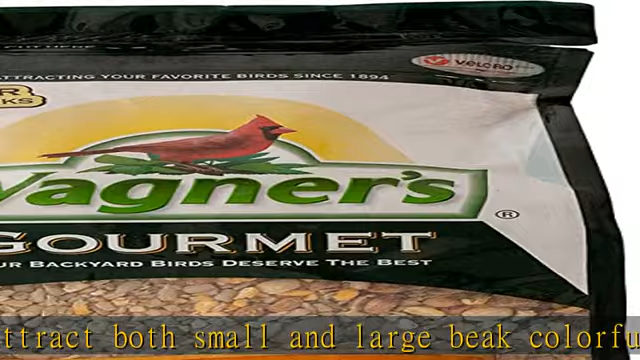 ATTRACTING YOUR FAVORITE BIRDS SINCE 1894
VELCRO
Wagner's®
GOURMET
UR BACKYARD BIRDS DESERVE THE BEST
ttract both small and large beak colorfu